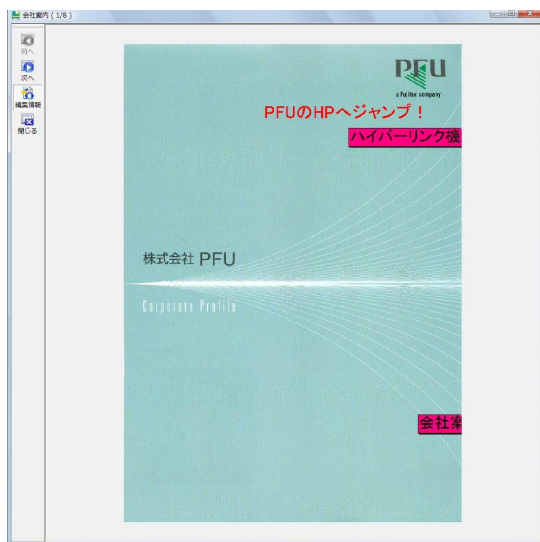 会社案内 (1/8)
前へ
次へ
編集情報
閉じる
PFU
a Fujitsu company
PFUのHPへジャンプ！
ハイパーリンク機
株式会社 PFU
Corporate Profile
会社案